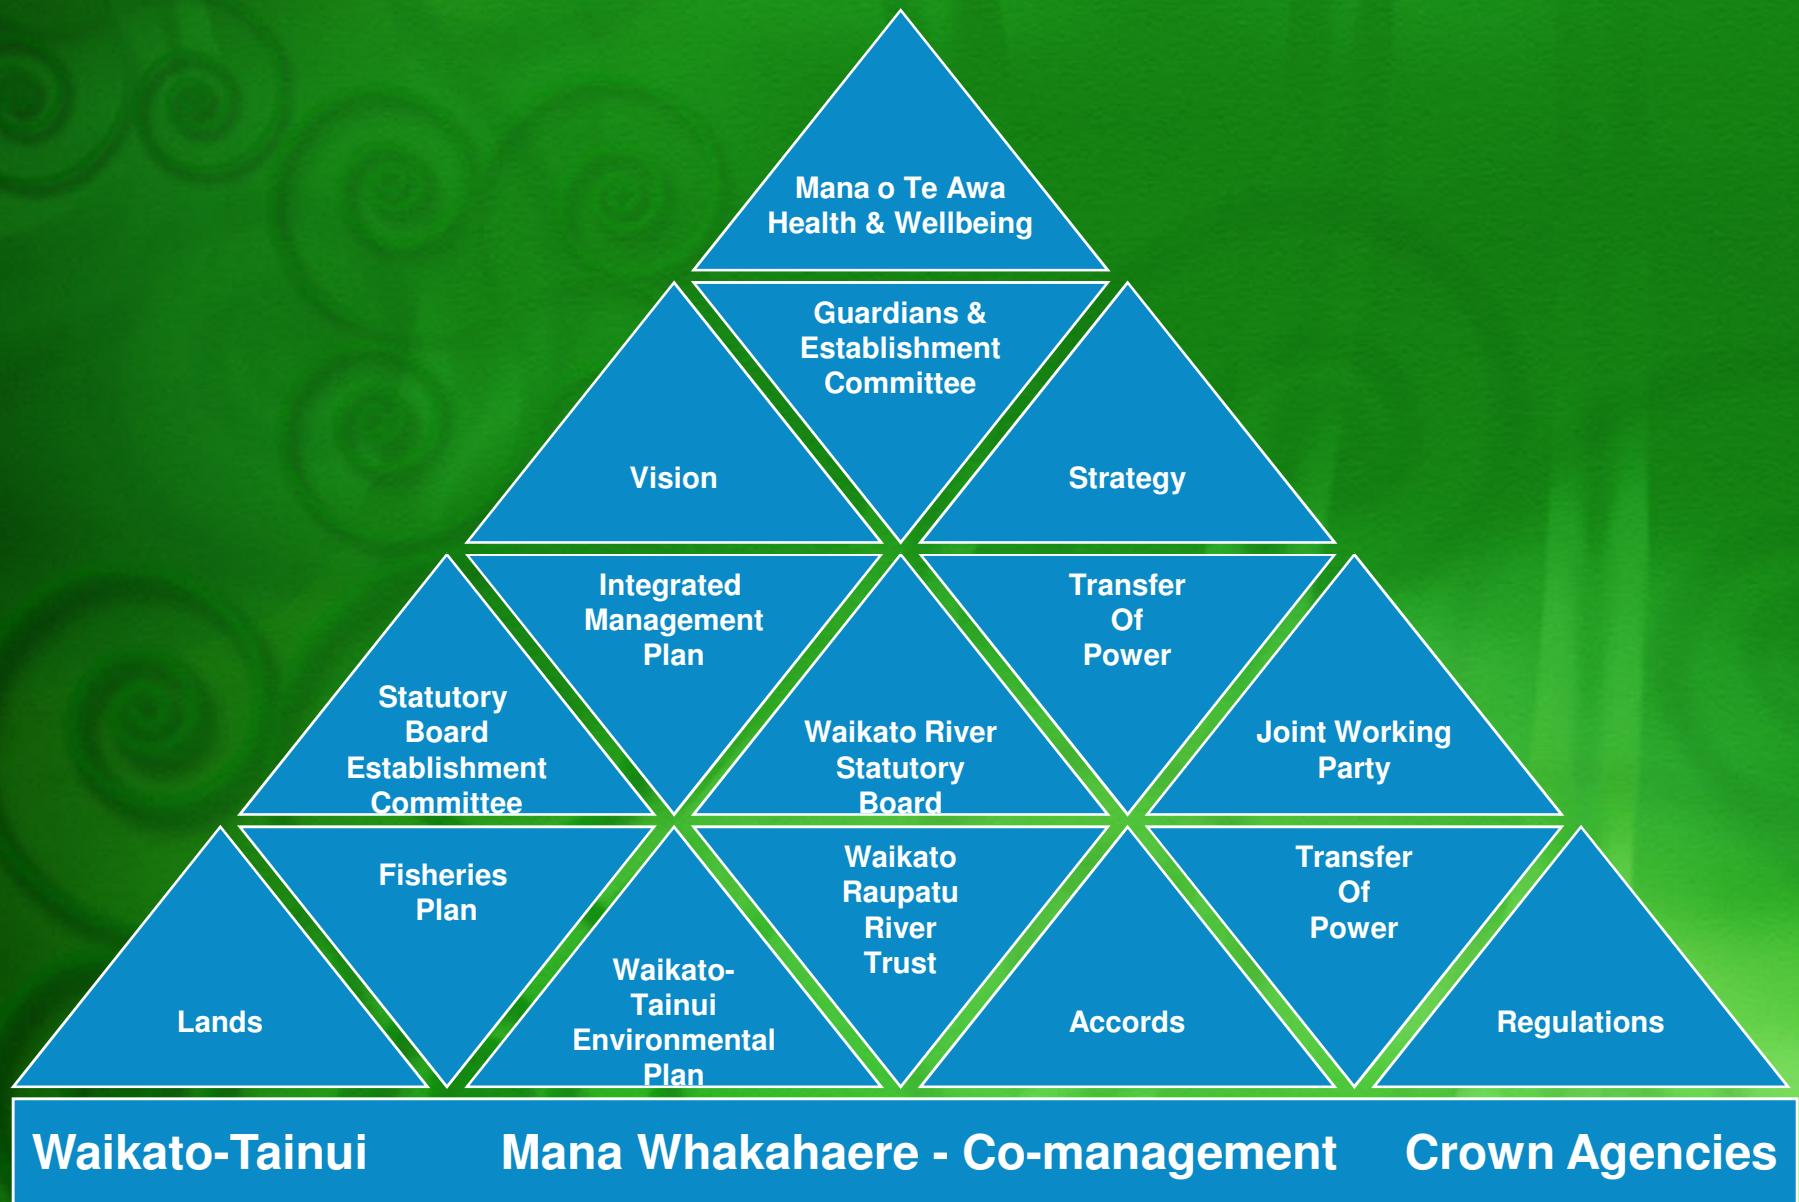 Mana o Te Awa
Health & Wellbeing
Guardians &
Establishment
Committee
Vision
Strategy
Integrated
Management
Plan
Transfer
Of
Power
Statutory
Board
Establishment
Committee
Waikato River
Statutory
Board
Joint Working
Party
Lands
Fisheries
Plan
Waikato-
Tainui
Environmental
Plan
Waikato
Raupatu
River
Trust
Accords
Transfer
Of
Power
Regulations
Waikato-Tainui Mana Whakahaere - Co-management Crown Agencies